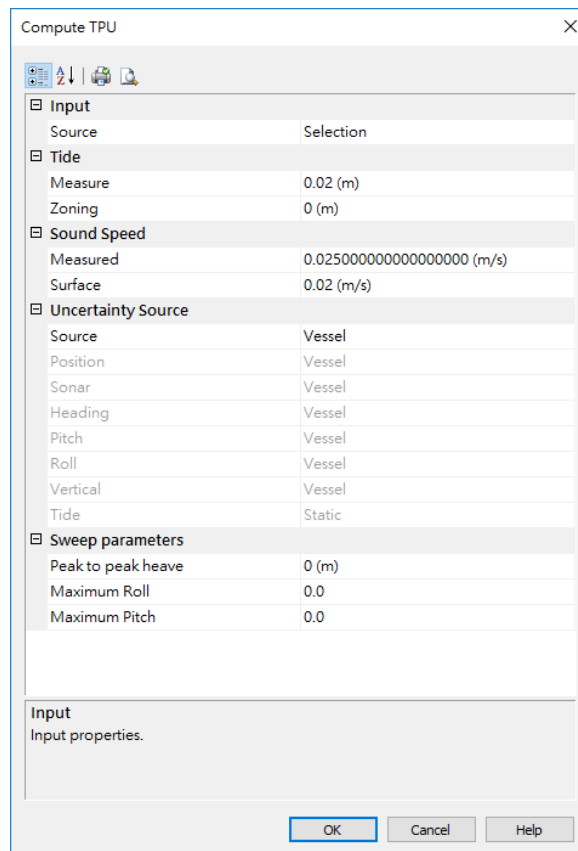 Compute TPU
Input
Source Selection
Tide
Measure 0.02 (m)
Zoning 0 (m)
Sound Speed
Measured 0.025000000000000000 (m/s)
Surface 0.02 (m/s)
Uncertainty Source
Source Vessel
Position Vessel
Sonar Vessel
Heading Vessel
Pitch Vessel
Roll Vessel
Vertical Vessel
Tide Static
Sweep parameters
Peak to peak heave 0 (m)
Maximum Roll 0.0
Maximum Pitch 0.0
Input
Input properties.
OK Cancel Help